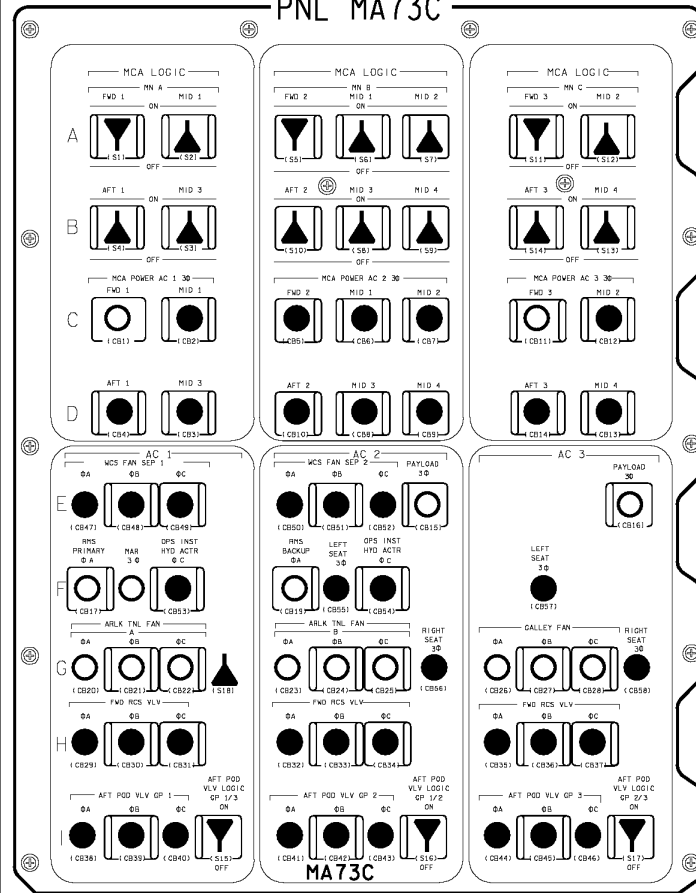 PNL MA73C
MCA LOGIC MCA LOGIC MCA LOGIC
MN A MN B MN C
FWD 1 MID 1 FWD 2 MID 1 MID 2 FWD 3 MID 2
ON ON ON
A
(S1) (S2) (S5) (S6) (S7) (S11) (S12)
OFF OFF OFF
AFT 1 MID 3 AFT 2 MID 3 MID 4 AFT 3 MID 4
ON ON ON
B
(S4) (S3) (S10) (S8) (S9) (S14) (S13)
OFF OFF OFF
MCA POWER AC 1 3Φ MCA POWER AC 2 3Φ MCA POWER AC 3 3Φ
FWD 1 MID 1 FWD 2 MID 1 MID 2 FWD 3 MID 2
C
(CB1) (CB2) (CB5) (CB6) (CB7) (CB11) (CB12)
AFT 1 MID 3 AFT 2 MID 3 MID 4 AFT 3 MID 4
D
(CB4) (CB3) (CB10) (CB8) (CB9) (CB14) (CB13)
AC 1 AC 2 AC 3
WCS FAN SEP 1 WCS FAN SEP 2 PAYLOAD PAYLOAD
ΦA ΦB ΦC ΦA ΦB ΦC 3Φ 3Φ
E
(CB47) (CB48) (CB49) (CB50) (CB51) (CB52) (CB15) (CB16)
RMS PRIMARY ΦA MAR 3Φ OPS INST HYD ACTR ΦC RMS BACKUP ΦA LEFT SEAT 3Φ OPS INST HYD ACTR ΦC LEFT SEAT 3Φ
F
(CB17) (CB53) (CB19) (CB55) (CB54) (CB57)
ARLK TNL FAN ARLK TNL FAN GALLEY FAN
A B RIGHT SEAT 3Φ RIGHT SEAT 3Φ
ΦA ΦB ΦC ΦA ΦB ΦC ΦA ΦB ΦC
G
(CB20) (CB21) (CB22) (S18) (CB23) (CB24) (CB25) (CB56) (CB26) (CB27) (CB28) (CB58)
FWD RCS VLV FWD RCS VLV FWD RCS VLV
ΦA ΦB ΦC ΦA ΦB ΦC ΦA ΦB ΦC
H
(CB29) (CB30) (CB31) (CB32) (CB33) (CB34) (CB35) (CB36) (CB37)
AFT POD VLV LOGIC GP 1/3 ON AFT POD VLV LOGIC GP 1/2 ON AFT POD VLV LOGIC GP 2/3 ON
AFT POD VLV GP 1 AFT POD VLV GP 2 AFT POD VLV GP 3
ΦA ΦB ΦC ΦA ΦB ΦC ΦA ΦB ΦC
I
(CB38) (CB39) (CB40) (S15) (CB41) (CB42) (CB43) (S16) (CB44) (CB45) (CB46) (S17)
OFF OFF OFF
MA73C